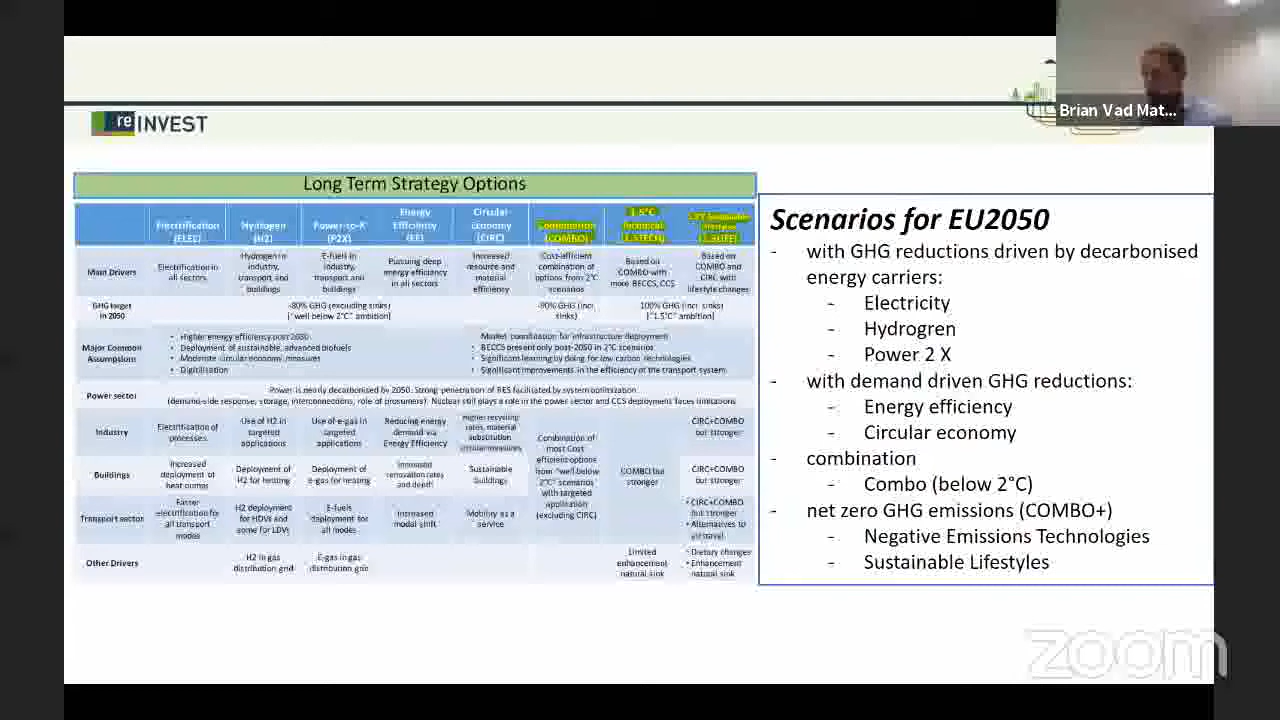 Brian Vad Mat...
re INVEST
Long Term Strategy Options
Electrification (ELEC)
Hydrogen (H2)
Power-to-X (P2X)
Energy Efficiency (EE)
Circular Economy (CIRC)
Combination (COMBO)
1.5°C Technical (1.5TECH)
Main Drivers
Electrification in all sectors
Hydrogen in industry, transport and buildings
E-fuels in industry, transport and buildings
Pursuing deep energy efficiency in all sectors
Increased resource and material efficiency
Cost-efficient combination of options from 2°C scenarios
Based on COMBO with more BECCS, CCS
Based on COMBO and CIRC with lifestyle changes
GHG target in 2050
-80% GHG (excluding sinks) ["well below 2°C" ambition]
-90% GHG (incl. sinks)
-100% GHG (incl. sinks) ["1.5°C" ambition]
Major Common Assumptions
• Higher energy efficiency post 2030
• Deployment of sustainable, advanced biofuels
• Moderate circular economy measures
• Digitilisation
Market coordination for infrastructure deployment
• BECCS present only post-2050 in 2°C scenarios
• Significant learning by doing for low carbon technologies
• Significant improvements in the efficiency of the transport system.
Power sector
Power is nearly decarbonised by 2050. Strong penetration of RES facilitated by system optimization
(demand-side response, storage, interconnections, role of prosumers). Nuclear still plays a role in the power sector and CCS deployment faces limitations
Industry
Electrification of processes
Use of H2 in targeted applications
Use of e-gas in targeted applications
Reducing energy demand via Energy Efficiency
Higher recycling rates, material substitution, circular measures
Combination of most Cost efficient options from "well below 2°C" scenarios with targeted application (excluding CIRC)
COMBO but stronger
CIRC+COMBO but stronger
Buildings
Increased deployment of heat pumps
Deployment of H2 for heating
Deployment of e-gas for heating
Increased renovation rates and depth
Sustainable buildings
CIRC+COMBO but stronger
Transport sector
Faster electrification for all transport modes
H2 deployment for HDVs and some for LDVs
E-fuels deployment for all modes
Increased modal shift
Mobility as a service
• CIRC+COMBO but stronger
• Alternatives to air travel
Other Drivers
H2 in gas distribution grid
E-gas in gas distribution grid
Limited enhancement natural sink
• Dietary changes
• Enhancement natural sink
Scenarios for EU2050
- with GHG reductions driven by decarbonised
energy carriers:
- Electricity
- Hydrogren
- Power 2 X
- with demand driven GHG reductions:
- Energy efficiency
- Circular economy
- combination
- Combo (below 2°C)
- net zero GHG emissions (COMBO+)
- Negative Emissions Technologies
- Sustainable Lifestyles
zoom